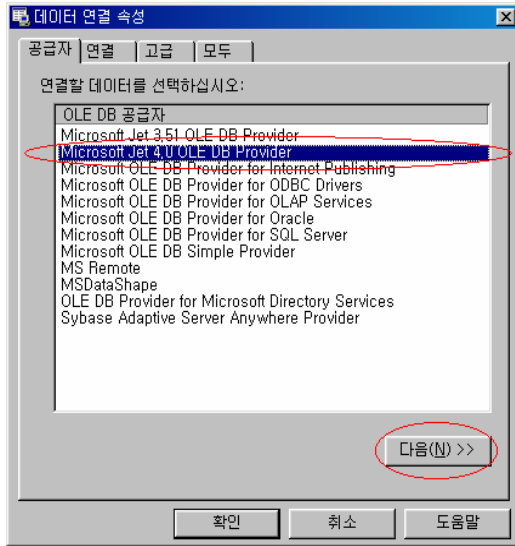 데이터 연결 속성
공급자 연결 고급 모두
연결할 데이터를 선택하십시오:
OLE DB 공급자
Microsoft Jet 3,51 OLE DB Provider
Microsoft Jet 4,0 OLE DB Provider
Microsoft OLE DB Provider for Internet Publishing
Microsoft OLE DB Provider for ODBC Drivers
Microsoft OLE DB Provider for OLAP Services
Microsoft OLE DB Provider for Oracle
Microsoft OLE DB Provider for SQL Server
Microsoft OLE DB Simple Provider
MS Remote
MSDataShape
OLE DB Provider for Microsoft Directory Services
Sybase Adaptive Server Anywhere Provider
다음(N) >>
확인 취소 도움말